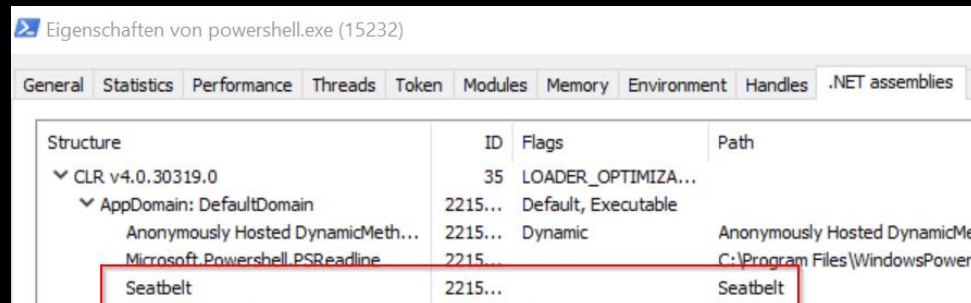 Eigenschaften von powershell.exe (15232)
General Statistics Performance Threads Token Modules Memory Environment Handles .NET assemblies
Structure ID Flags Path
CLR v4.0.30319.0 35 LOADER_OPTIMIZA...
AppDomain: DefaultDomain 2215... Default, Executable
Anonymously Hosted DynamicMeth... 2215... Dynamic Anonymously Hosted DynamicMe
Microsoft.Powershell.PSReadline 2215... C:\Program Files\WindowsPower
Seatbelt 2215... Seatbelt